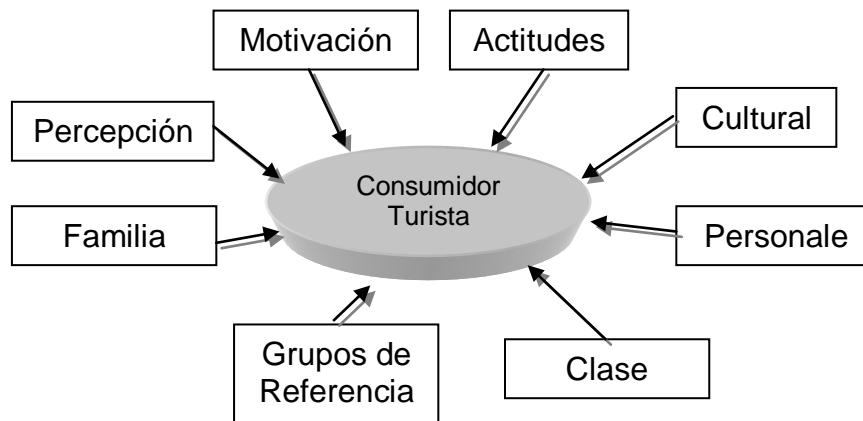 Motivación
Actitudes
Percepción
Cultural
Consumidor
Turista
Familia
Personale
Grupos de
Referencia
Clase